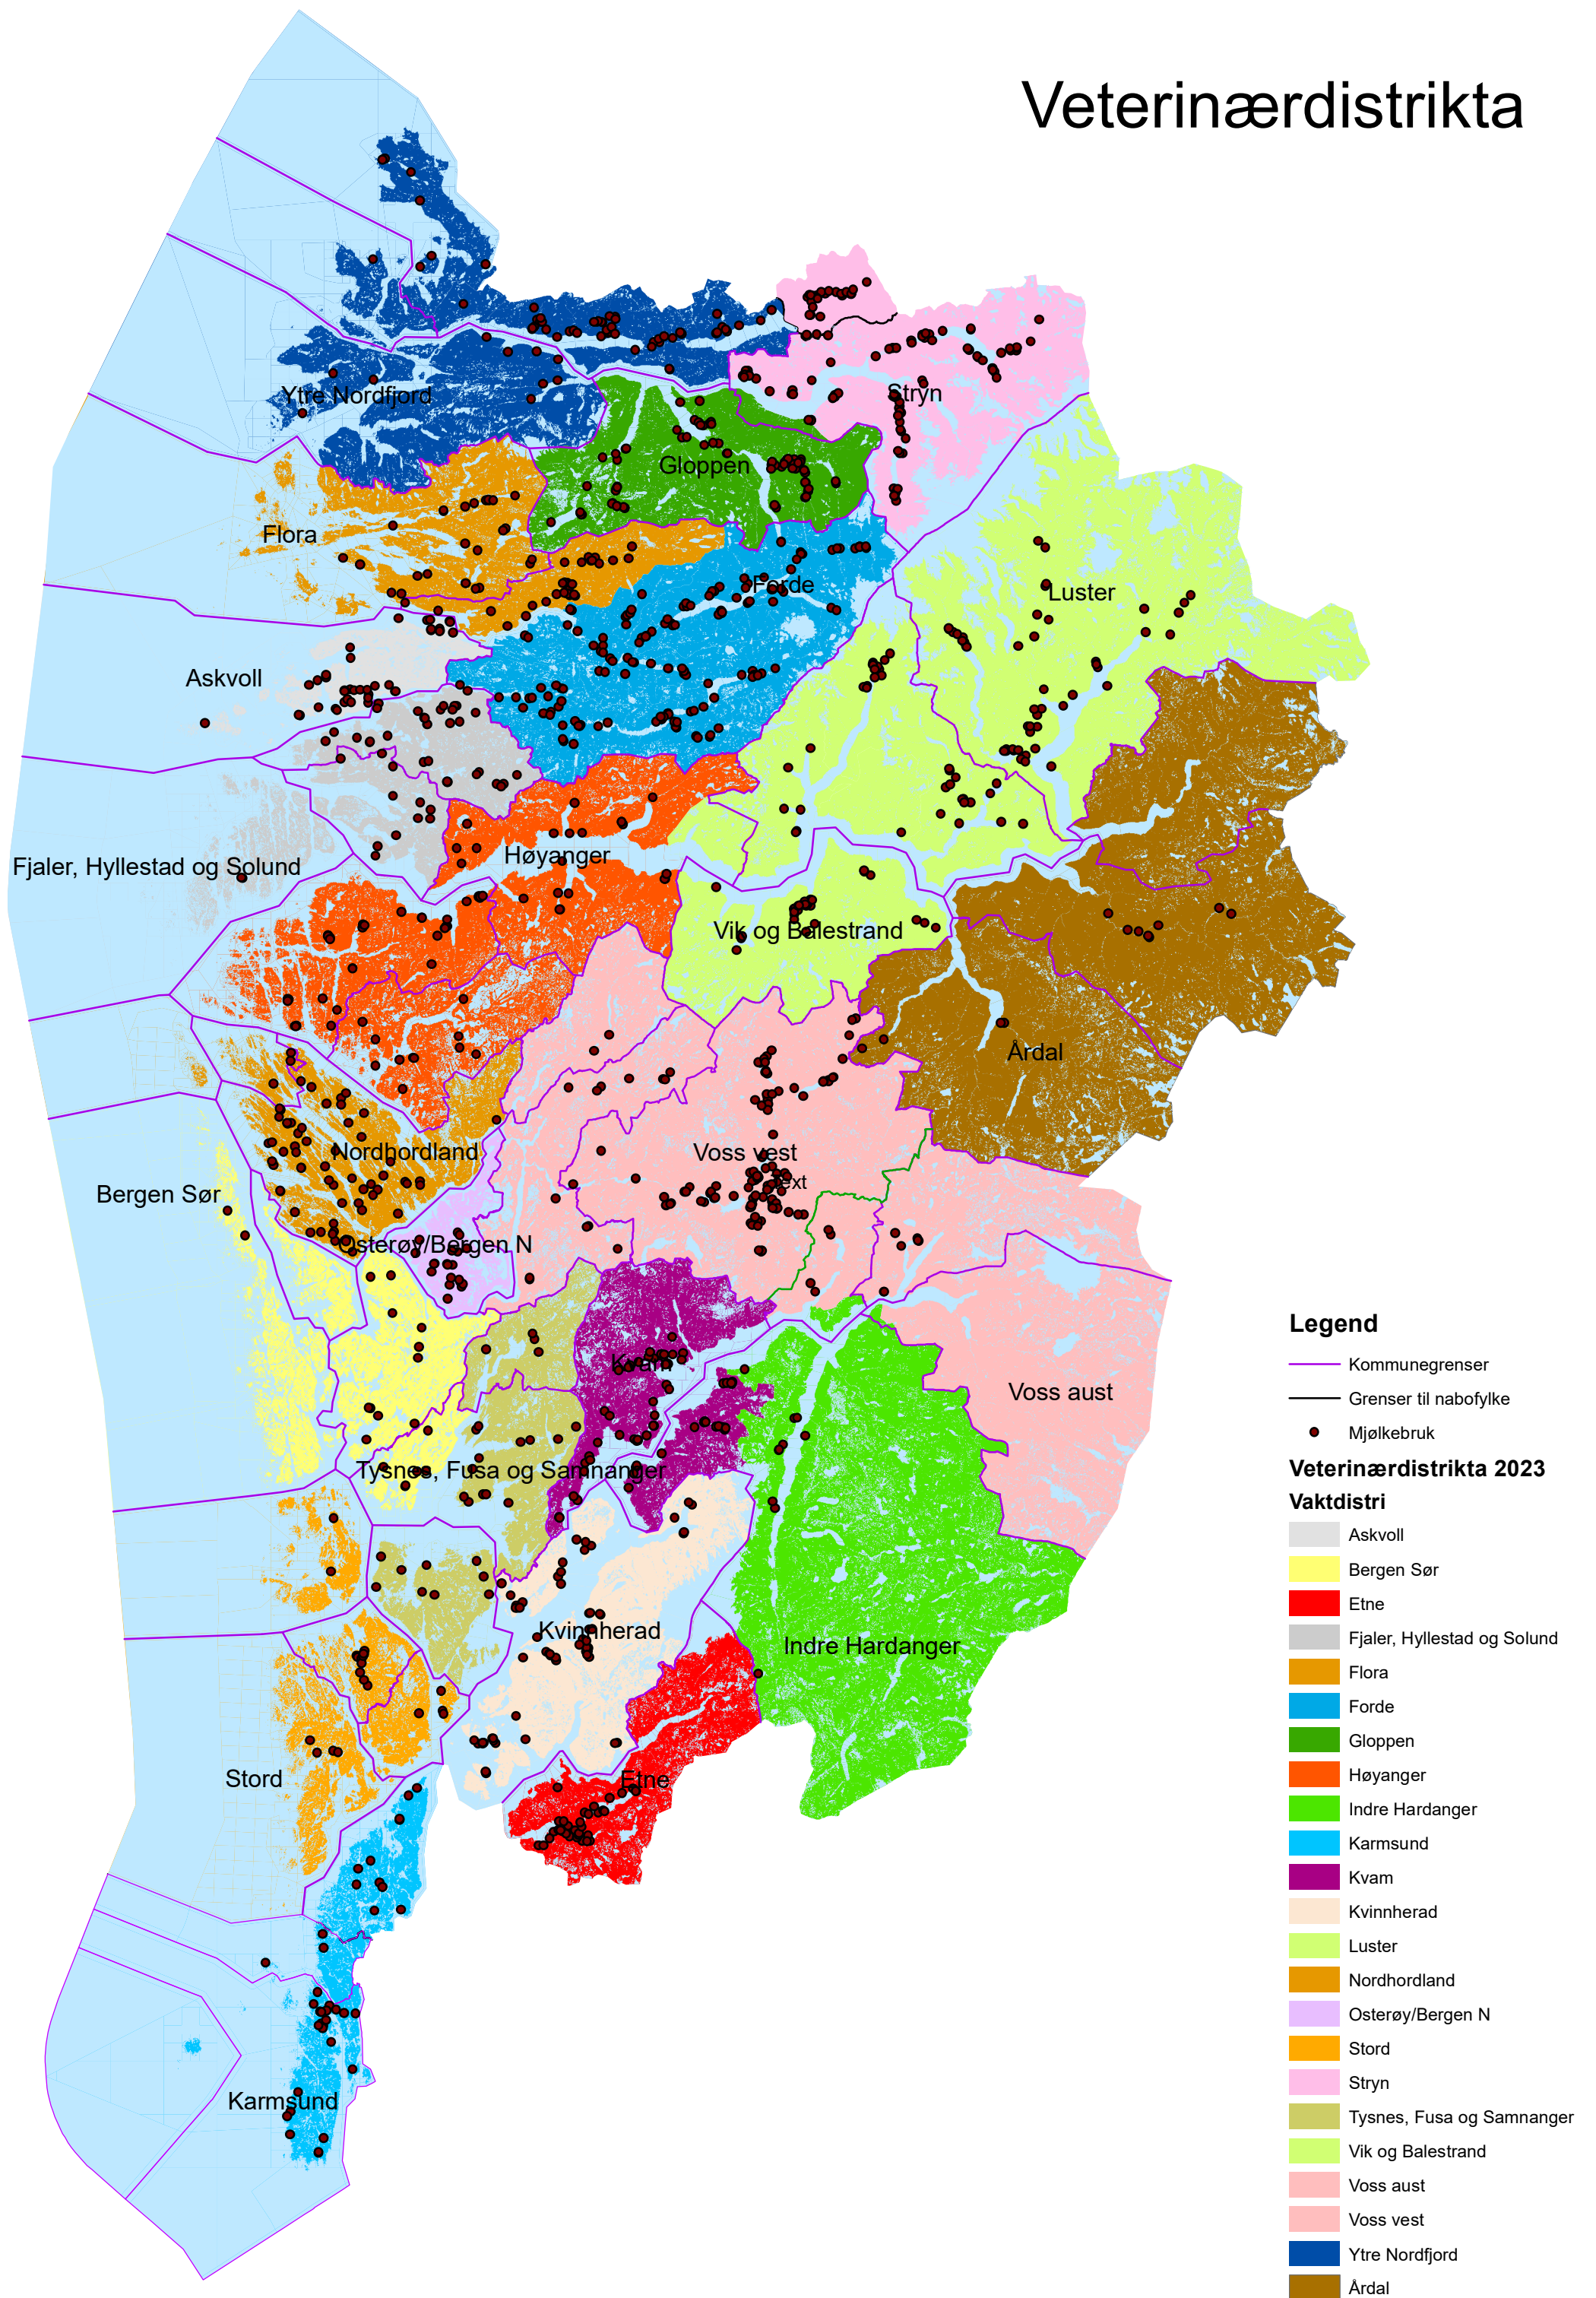 Veterinærdistrikta
Ytre Nordfjord
Stryn
Gloppen
Flora
Førde
Luster
Askvoll
Høyanger
Fjaler, Hyllestad og Solund
Vik og Balestrand
Årdal
Nordhordland
Voss vest
Text
Bergen Sør
Osterøy/Bergen N
Kvam
Voss aust
Tysnes, Fusa og Samnanger
Kvinnherad
Indre Hardanger
Stord
Etne
Karmsund
Legend
Kommunegrenser
Grenser til nabofylke
Mjølkebruk
Veterinærdistrikta 2023
Vaktdistri
Askvoll
Bergen Sør
Etne
Fjaler, Hyllestad og Solund
Flora
Forde
Gloppen
Høyanger
Indre Hardanger
Karmsund
Kvam
Kvinnherad
Luster
Nordhordland
Osterøy/Bergen N
Stord
Stryn
Tysnes, Fusa og Samnanger
Vik og Balestrand
Voss aust
Voss vest
Ytre Nordfjord
Årdal